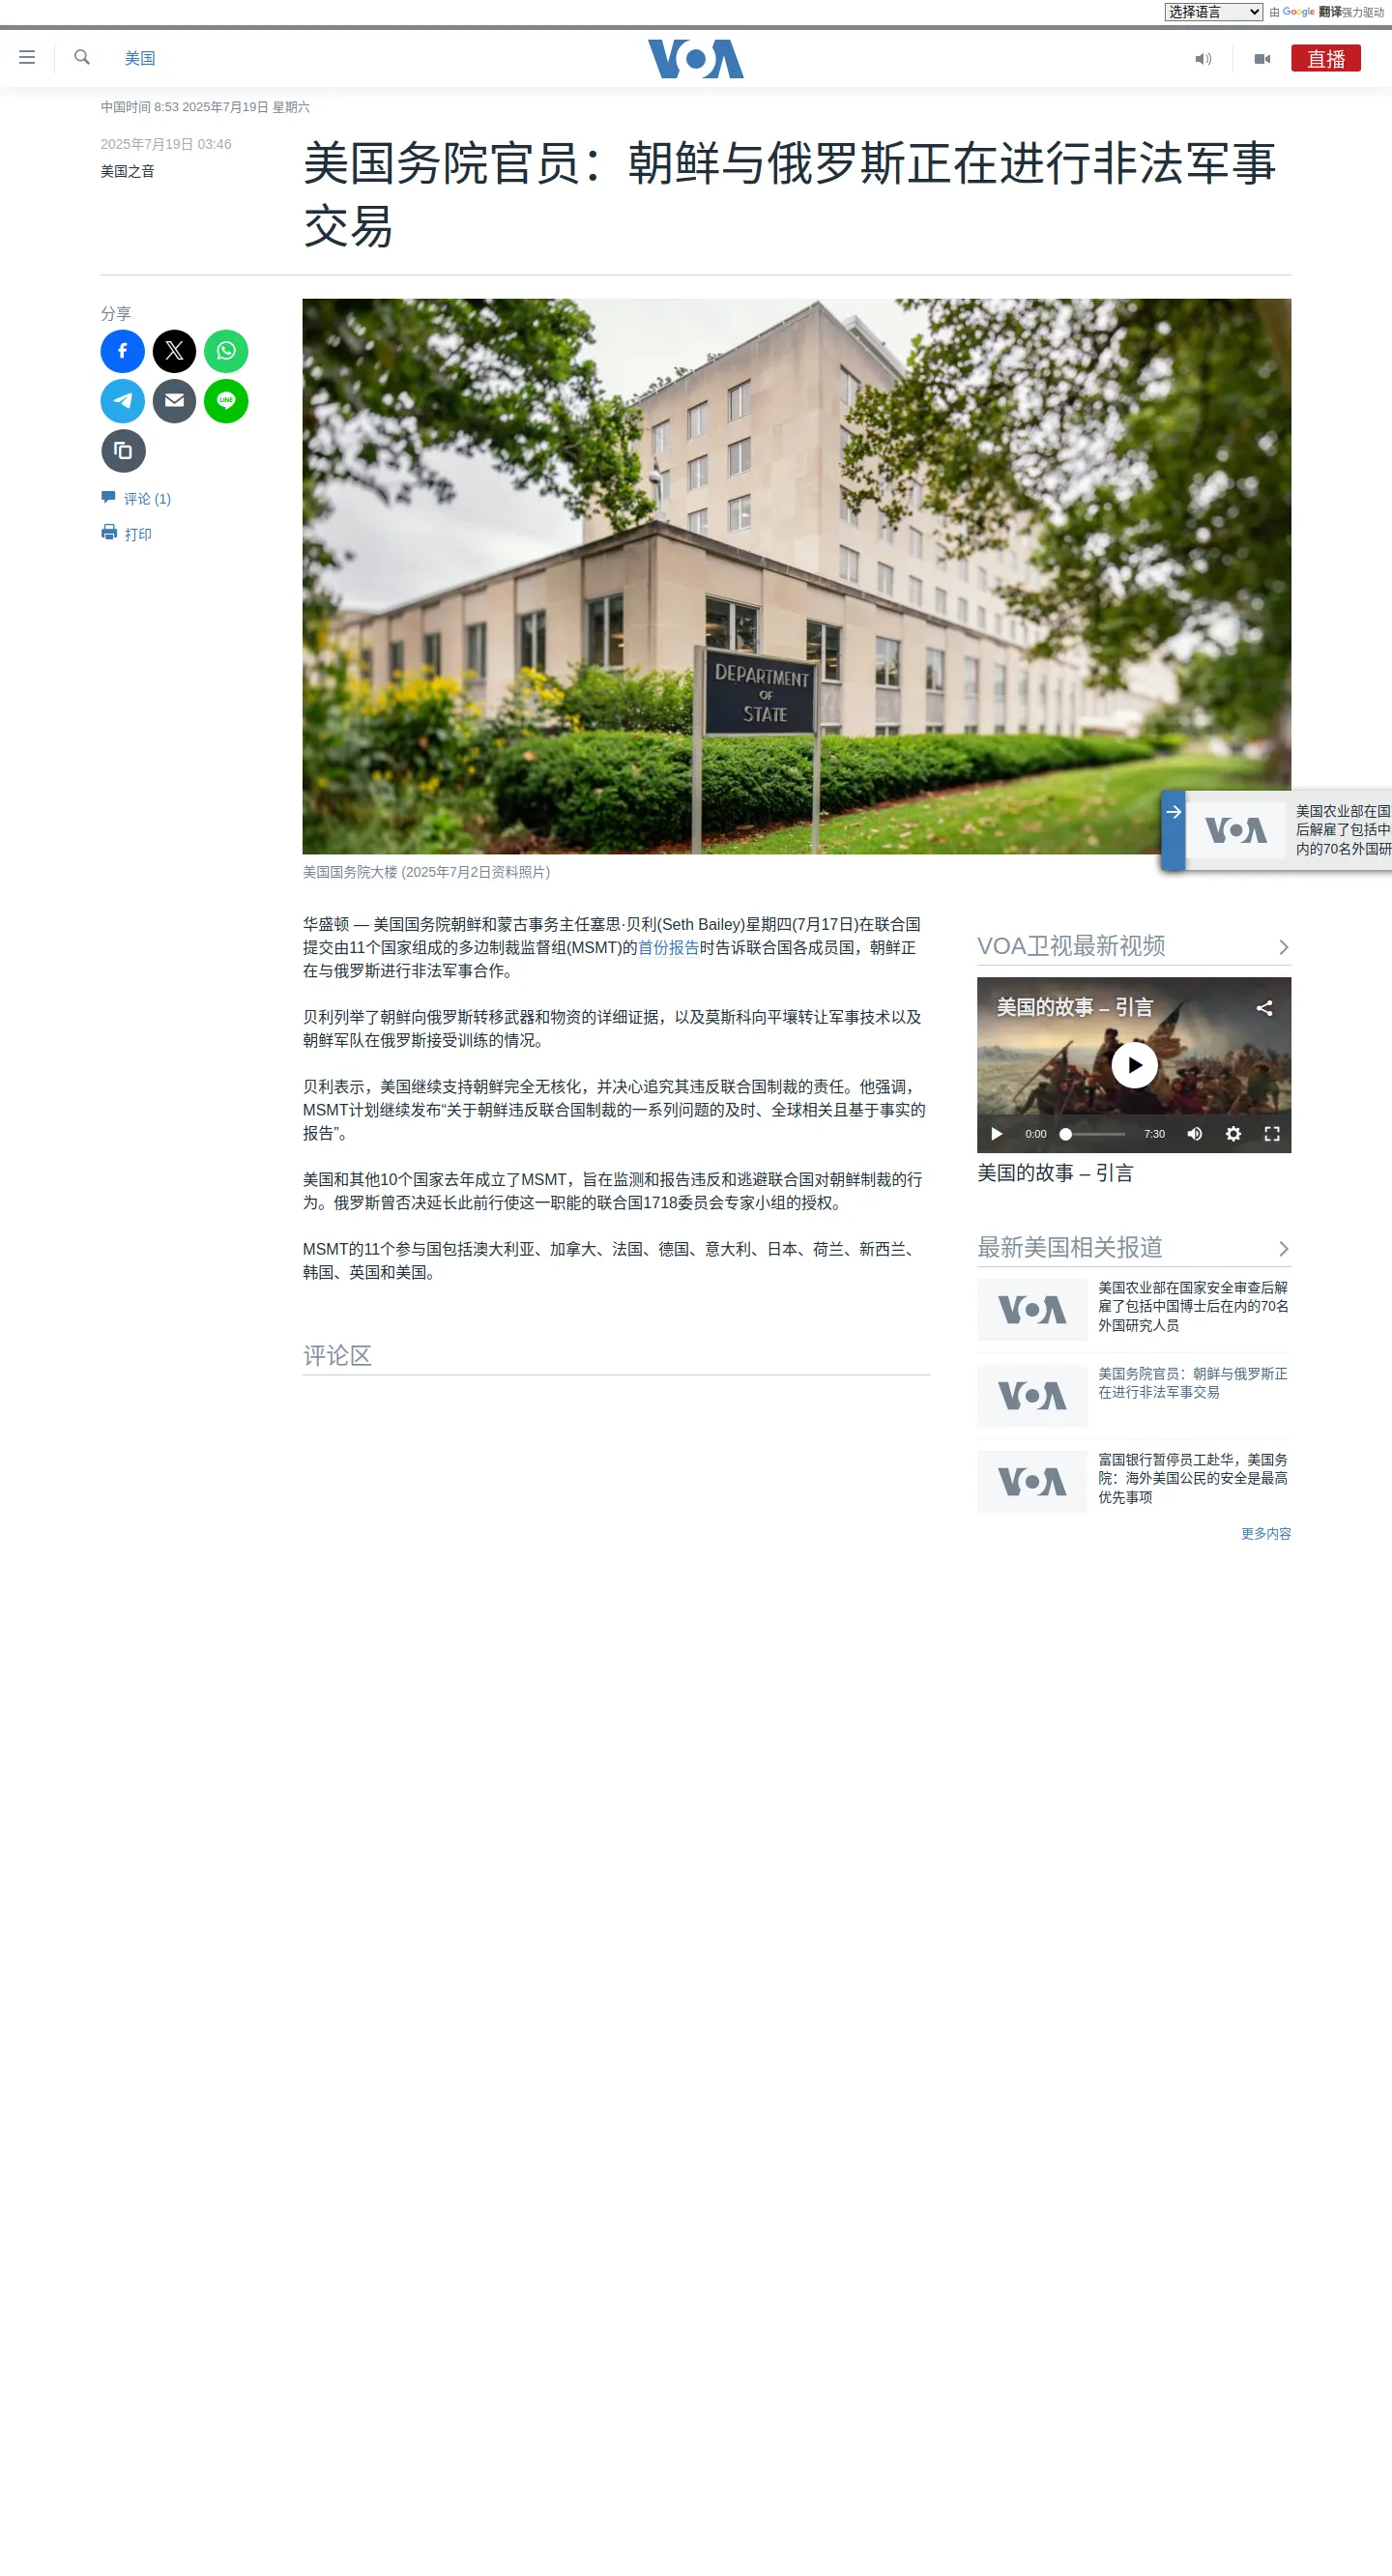 选择语言 由 Google 翻译强力驱动
美国
VOA
直播
中国时间 8:53 2025年7月19日 星期六
2025年7月19日 03:46
美国之音
美国务院官员：朝鲜与俄罗斯正在进行非法军事
交易
分享
LINE
评论 (1)
打印
DEPARTMENT
OF
STATE
VOA
美国农业部在国
后解雇了包括中
内的70名外国研
美国国务院大楼 (2025年7月2日资料照片)
华盛顿 — 美国国务院朝鲜和蒙古事务主任塞思·贝利(Seth Bailey)星期四(7月17日)在联合国
提交由11个国家组成的多边制裁监督组(MSMT)的首份报告时告诉联合国各成员国，朝鲜正
在与俄罗斯进行非法军事合作。
贝利列举了朝鲜向俄罗斯转移武器和物资的详细证据，以及莫斯科向平壤转让军事技术以及
朝鲜军队在俄罗斯接受训练的情况。
贝利表示，美国继续支持朝鲜完全无核化，并决心追究其违反联合国制裁的责任。他强调，
MSMT计划继续发布“关于朝鲜违反联合国制裁的一系列问题的及时、全球相关且基于事实的
报告”。
美国和其他10个国家去年成立了MSMT，旨在监测和报告违反和逃避联合国对朝鲜制裁的行
为。俄罗斯曾否决延长此前行使这一职能的联合国1718委员会专家小组的授权。
MSMT的11个参与国包括澳大利亚、加拿大、法国、德国、意大利、日本、荷兰、新西兰、
韩国、英国和美国。
评论区
VOA卫视最新视频
美国的故事 – 引言
0:00 7:30
美国的故事 – 引言
最新美国相关报道
VOA
美国农业部在国家安全审查后解
雇了包括中国博士后在内的70名
外国研究人员
VOA
美国务院官员：朝鲜与俄罗斯正
在进行非法军事交易
VOA
富国银行暂停员工赴华，美国务
院：海外美国公民的安全是最高
优先事项
更多内容